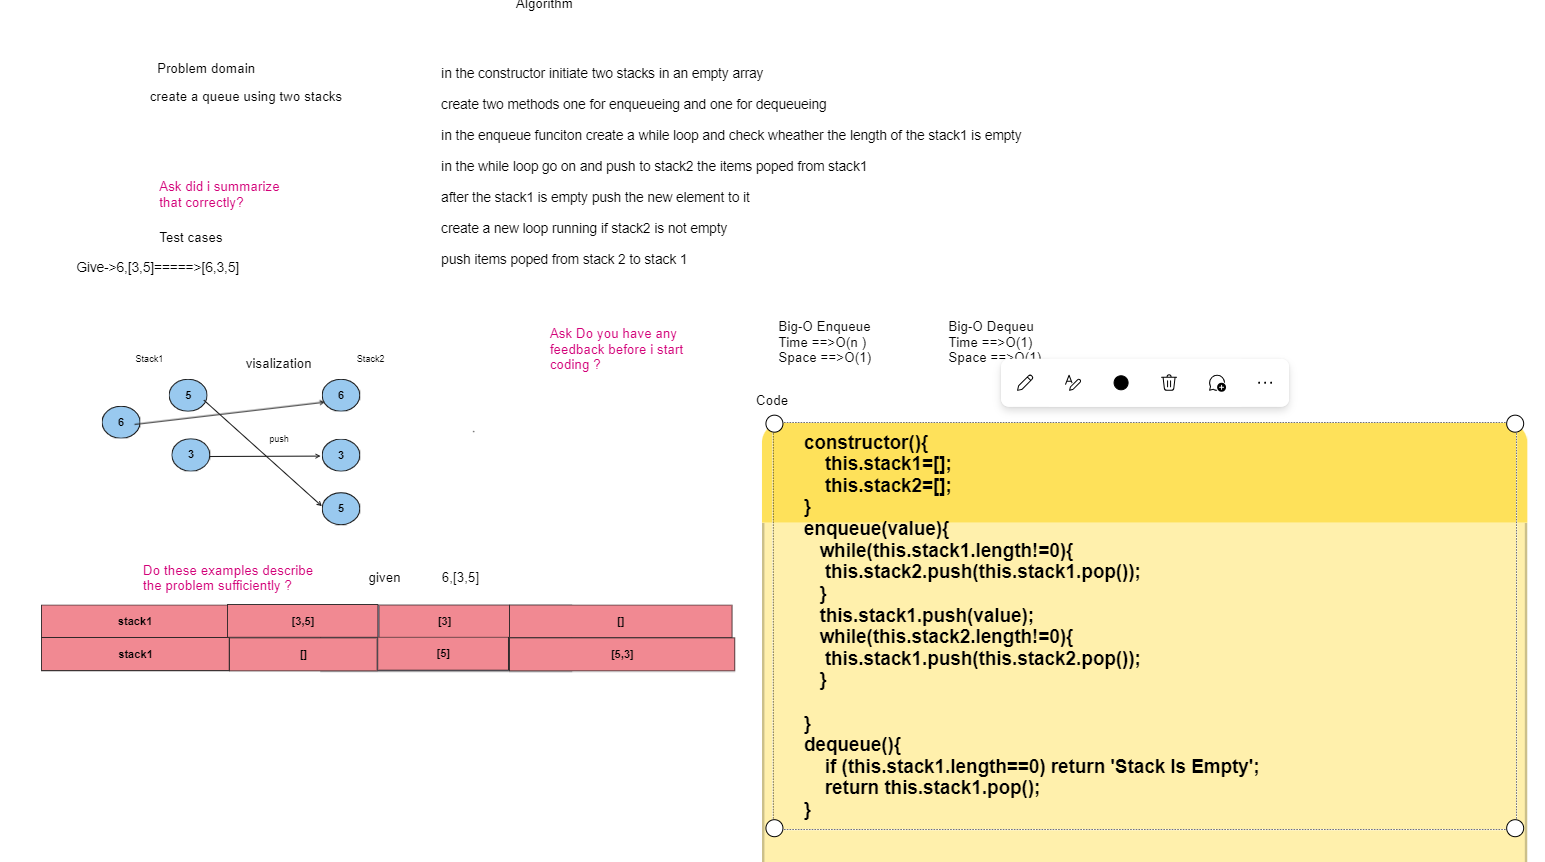 Algorithm
Problem domain
create a queue using two stacks
in the constructor initiate two stacks in an empty array
create two methods one for enqueueing and one for dequeueing
in the enqueue funciton create a while loop and check wheather the length of the stack1 is empty
in the while loop go on and push to stack2 the items poped from stack1
after the stack1 is empty push the new element to it
create a new loop running if stack2 is not empty
push items poped from stack 2 to stack 1
Ask did i summarize
that correctly?
Test cases
Give->6,[3,5]=====>[6,3,5]
Stack1
visalization
Stack2
5
6
6
push
3
3
5
Ask Do you have any
feedback before i start
coding ?
Big-O Enqueue
Time ==>O(n )
Space ==>O(1)
Big-O Dequeu
Time ==>O(1)
Space ==>O(1)
Do these examples describe
the problem sufficiently ?
given
6,[3,5]
stack1 [3,5] [3] []
stack1 [] [5] [5,3]
Code
constructor(){
this.stack1=[];
this.stack2=[];
}
enqueue(value){
while(this.stack1.length!=0){
this.stack2.push(this.stack1.pop());
}
this.stack1.push(value);
while(this.stack2.length!=0){
this.stack1.push(this.stack2.pop());
}
}
dequeue(){
if (this.stack1.length==0) return 'Stack Is Empty';
return this.stack1.pop();
}